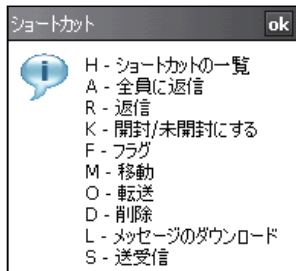 ショートカット ok
H - ショートカットの一覧
A - 全員に返信
R - 返信
K - 開封/未開封にする
F - フラグ
M - 移動
O - 転送
D - 削除
L - メッセージのダウンロード
S - 送受信